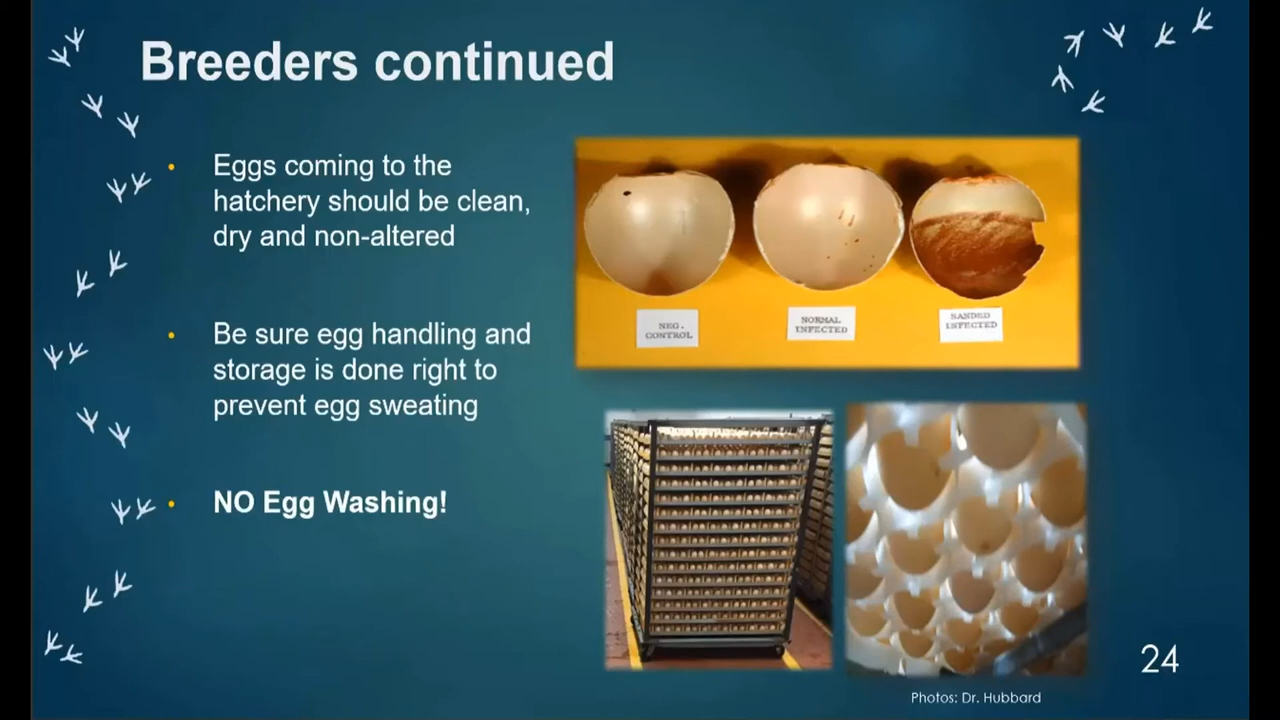 Breeders continued
• Eggs coming to the
hatchery should be clean,
dry and non-altered
• Be sure egg handling and
storage is done right to
prevent egg sweating
• NO Egg Washing!
NEG.
CONTROL
NORMAL
INFECTED
SANDED
INFECTED
24
Photos: Dr. Hubbard